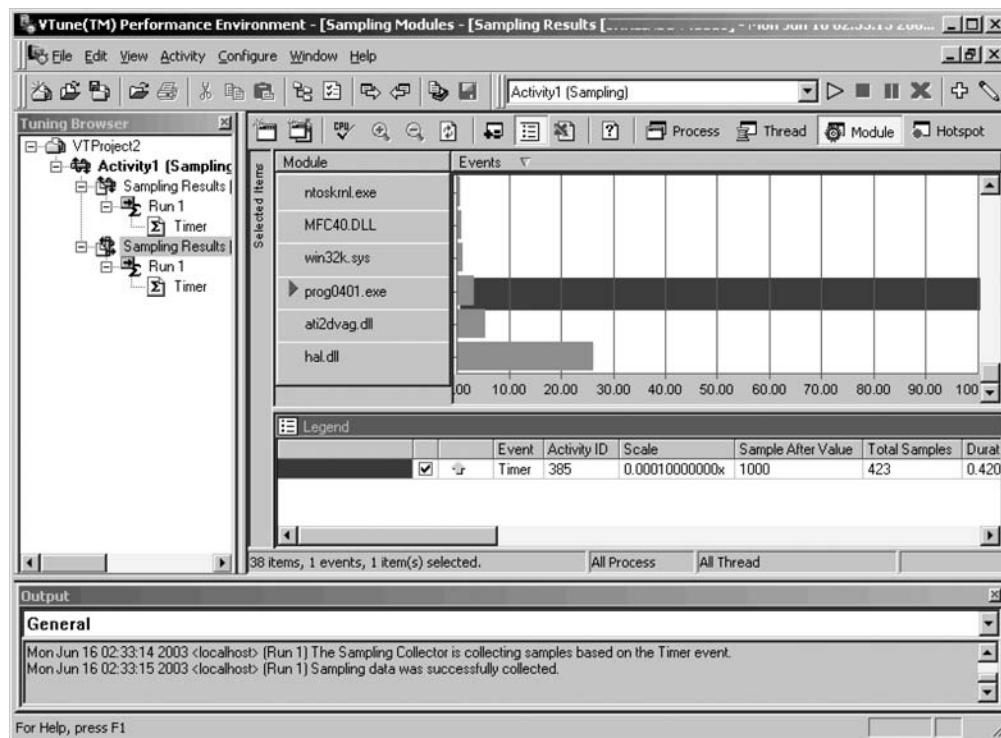 VTune(TM) Performance Environment - [Sampling Modules - [Sampling Results [
File Edit View Activity Configure Window Help
Activity1 (Sampling)
Tuning Browser
VTProject2
Activity1 (Sampling
Sampling Results [
Run 1
Timer
Sampling Results [
Run 1
Timer
Process Thread Module Hotspot
Selected Items
Module Events
ntoskrnl.exe
MFC40.DLL
win32k.sys
prog0401.exe
ati2dvag.dll
hal.dll
.00 10.00 20.00 30.00 40.00 50.00 60.00 70.00 80.00 90.00 100
Legend
Event Activity ID Scale Sample After Value Total Samples Durat
Timer 385 0.00010000000x 1000 423 0.420
38 items, 1 events, 1 item(s) selected. All Process All Thread
Output
General
Mon Jun 16 02:33:14 2003 <localhost> (Run 1) The Sampling Collector is collecting samples based on the Timer event.
Mon Jun 16 02:33:15 2003 <localhost> (Run 1) Sampling data was successfully collected.
For Help, press F1